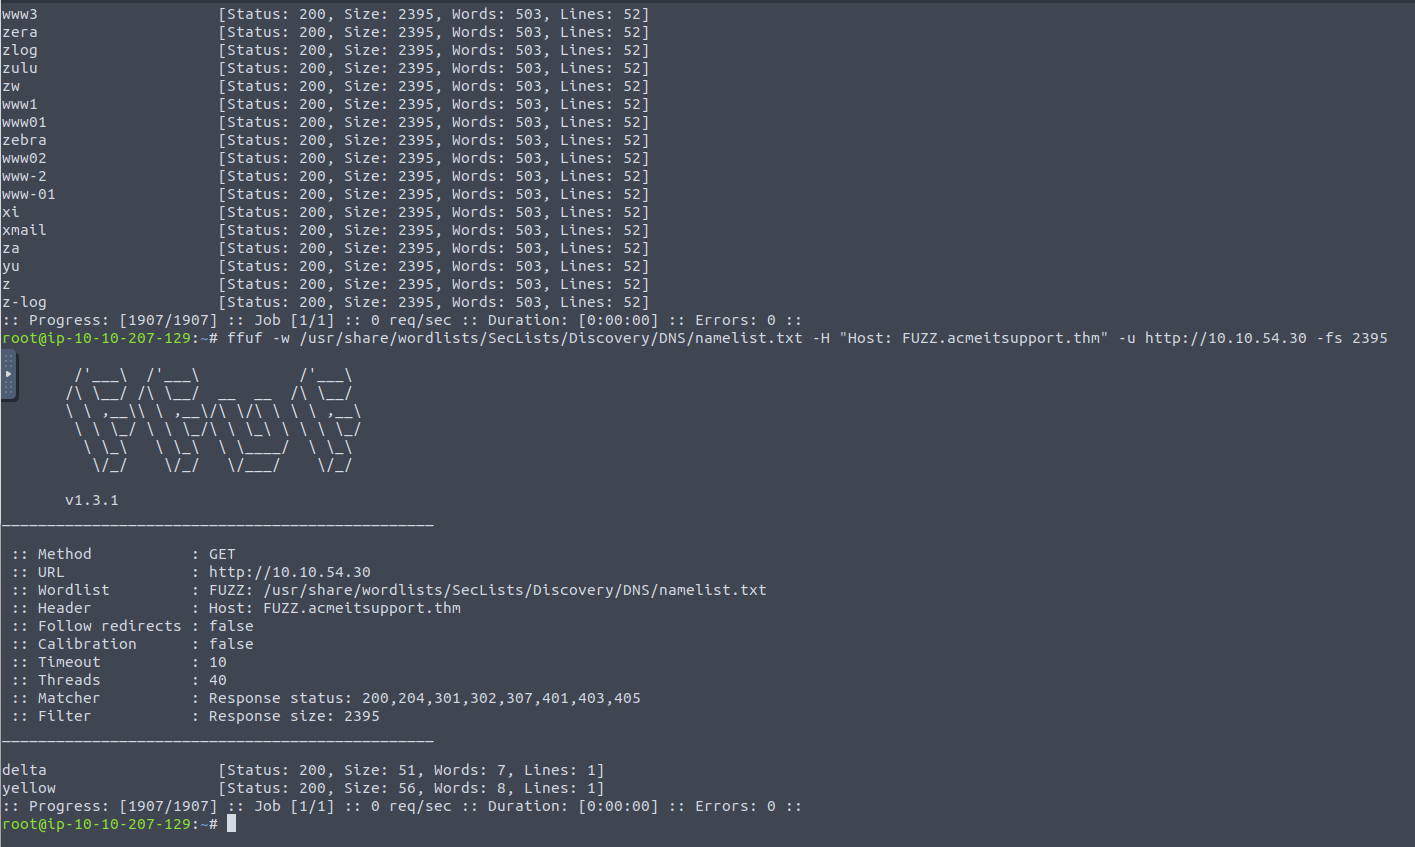 www3                    [Status: 200, Size: 2395, Words: 503, Lines: 52]
zera                    [Status: 200, Size: 2395, Words: 503, Lines: 52]
zlog                    [Status: 200, Size: 2395, Words: 503, Lines: 52]
zulu                    [Status: 200, Size: 2395, Words: 503, Lines: 52]
zw                      [Status: 200, Size: 2395, Words: 503, Lines: 52]
www1                    [Status: 200, Size: 2395, Words: 503, Lines: 52]
www01                   [Status: 200, Size: 2395, Words: 503, Lines: 52]
zebra                   [Status: 200, Size: 2395, Words: 503, Lines: 52]
www02                   [Status: 200, Size: 2395, Words: 503, Lines: 52]
www-2                   [Status: 200, Size: 2395, Words: 503, Lines: 52]
www-01                  [Status: 200, Size: 2395, Words: 503, Lines: 52]
xi                      [Status: 200, Size: 2395, Words: 503, Lines: 52]
xmail                   [Status: 200, Size: 2395, Words: 503, Lines: 52]
za                      [Status: 200, Size: 2395, Words: 503, Lines: 52]
yu                      [Status: 200, Size: 2395, Words: 503, Lines: 52]
z                       [Status: 200, Size: 2395, Words: 503, Lines: 52]
z-log                   [Status: 200, Size: 2395, Words: 503, Lines: 52]
:: Progress: [1907/1907] :: Job [1/1] :: 0 req/sec :: Duration: [0:00:00] :: Errors: 0 ::
root@ip-10-10-207-129:~# ffuf -w /usr/share/wordlists/SecLists/Discovery/DNS/namelist.txt -H "Host: FUZZ.acmeitsupport.thm" -u http://10.10.54.30 -fs 2395
        /'___\  /'___\           /'___\
       /\ \__/ /\ \__/  __  __  /\ \__/
       \ \ ,__\\ \ ,__\/\ \/\ \ \ \ ,__\
        \ \ \_/ \ \ \_/\ \ \_\ \ \ \ \_/
         \ \_\   \ \_\  \ \____/  \ \_\
          \/_/    \/_/   \/___/    \/_/
       v1.3.1
________________________________________________
 :: Method           : GET
 :: URL              : http://10.10.54.30
 :: Wordlist         : FUZZ: /usr/share/wordlists/SecLists/Discovery/DNS/namelist.txt
 :: Header           : Host: FUZZ.acmeitsupport.thm
 :: Follow redirects : false
 :: Calibration      : false
 :: Timeout          : 10
 :: Threads          : 40
 :: Matcher          : Response status: 200,204,301,302,307,401,403,405
 :: Filter           : Response size: 2395
________________________________________________
delta                   [Status: 200, Size: 51, Words: 7, Lines: 1]
yellow                  [Status: 200, Size: 56, Words: 8, Lines: 1]
:: Progress: [1907/1907] :: Job [1/1] :: 0 req/sec :: Duration: [0:00:00] :: Errors: 0 ::
root@ip-10-10-207-129:~#